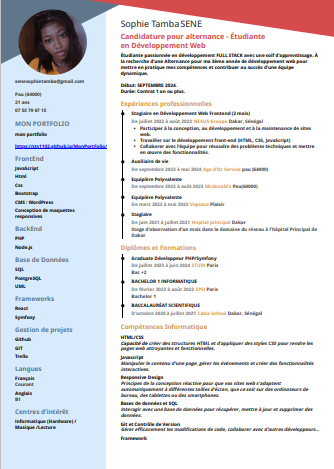 Sophie Tamba SENE
Candidature pour alternance - Étudiante
en Développement Web
Étudiante passionnée en développement FULL STACK avec une soif d'apprentissage. À
la recherche d'une Alternance pour ma 3ème année de développement web pour
mettre en pratique mes compétences et contribuer au succès d'une équipe
dynamique.
Début: SEPTEMBRE 2024.
Durée: Contrat 1 an ou plus.
Expériences professionnelles
Stagiaire en Développement Web Frontend (2 mois)
De juillet 2022 à août 2022 NEXUS Groupe Dakar, Sénégal
• Participer à la conception, au développement et à la maintenance de sites
web.
• Travailler sur le développement front-end (HTML, CSS, JavaScript)
• Collaborer avec l'équipe pour résoudre des problèmes techniques et mettre
en œuvre des fonctionnalités.
Auxiliaire de vie
De septembre 2023 à mai 2024 Age d'Or Service pau (64000)
Equipière Polyvalente
De septembre 2022 à août 2023 Mcdonald's Pau(64000)
Equipière Polyvalente
De mars 2022 à mai 2022 Vapiano Plaisir
Stagiaire
De juin 2021 à juillet 2021 Hopital principal Dakar
Stage d'observation d'un mois dans le domaine du réseau à l'hôpital Principal de
Dakar
Diplômes et Formations
Graduate Développeur PHP/Symfony
De juillet 2023 à juin 2024 STUDI Paris
Bac +2
BACHELOR 1 INFORMATIQUE
De février 2022 à août 2022 EPSI Paris
Bachelor 1
BACCALAURÉAT SCIENTIFIQUE
D'octobre 2020 à juillet 2021 Dakar, Sénégal
Compétences Informatique
HTML/CSS
Capacité de créer des structures HTML et d'appliquer des styles CSS pour rendre les
pages web attrayantes et fonctionnelles.
Javascript
Manipuler le contenu d'une page, gérer les événements et créer des fonctionnalités
interactives.
Responsive Design
Principes de la conception réactive pour que vos sites web s'adaptent
automatiquement à différentes tailles d'écran, que ce soit sur des ordinateurs de
bureau, des tablettes ou des smartphones.
Bases de données et SQL
Interagir avec une base de données pour récupérer, mettre à jour et supprimer des
données.
Git et Contrôle de Version
Gérer efficacement les modifications de code, collaborer avec d'autres développeurs...
Framework
senesophietamba@gmail.com
Pau (64000)
21 ans
07 53 79 67 15
MON PORTFOLIO
mon portfolio
FrontEnd
JavaScript
Html
Css
Bootstrap
CMS : WordPress
Conception de maquettes
responsives
BackEnd
PHP
Node.js
Base de Données
SQL
PostgreSQL
UML
Frameworks
React
Symfony
Gestion de projets
Github
GIT
Trello
Langues
Français
Courant
Anglais
B1
Centres d'intérêt
Informatique (Hardware) /
Musique /Lecture